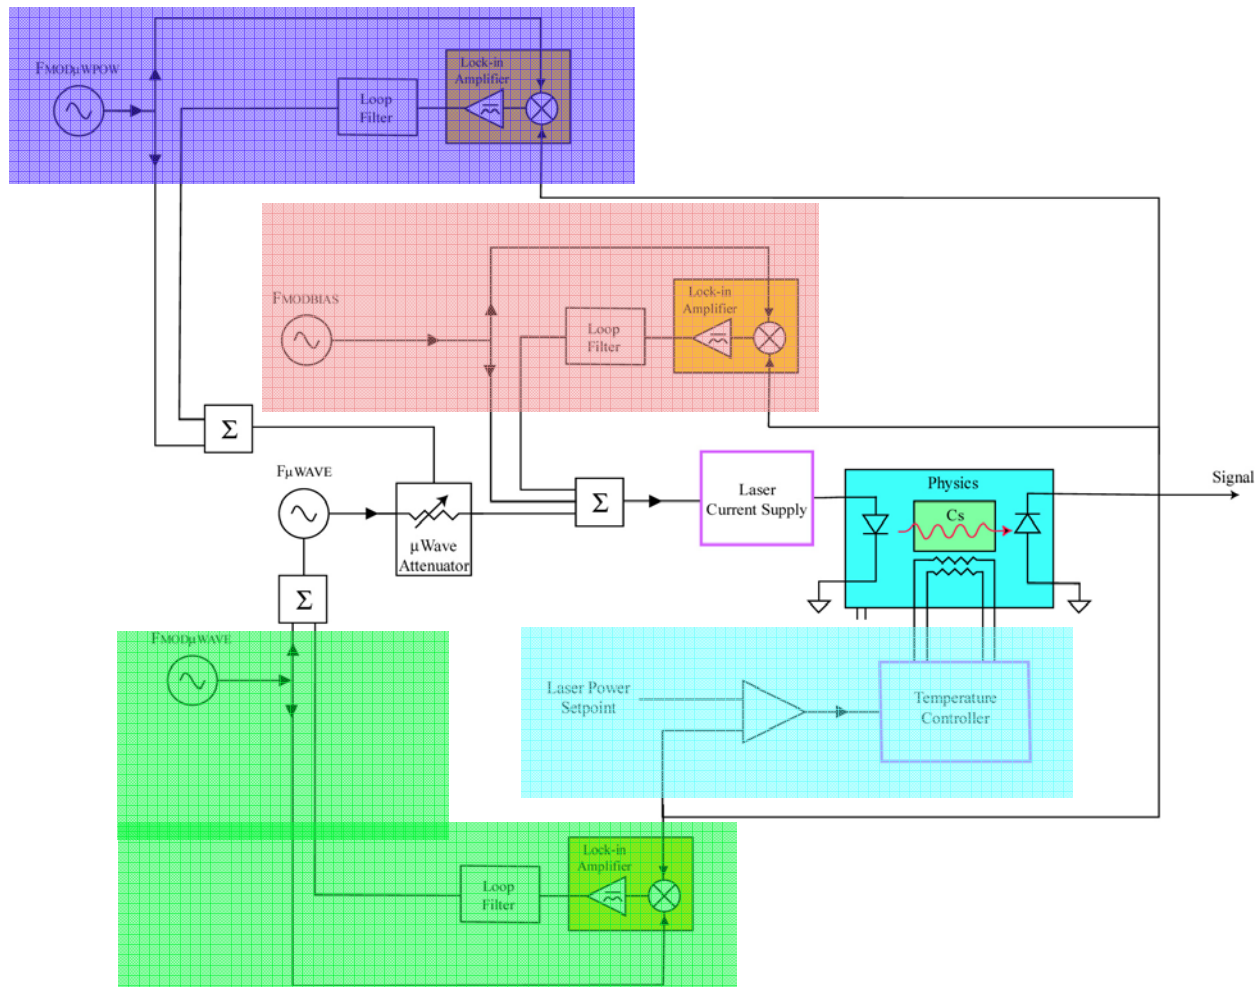 FMODμWPOW
Lock-in
Amplifier
Loop
Filter
FMODBIAS
Lock-in
Amplifier
Loop
Filter
Σ
FμWAVE
μWave
Attenuator
Σ
Laser
Current Supply
Physics
Cs
Signal
Σ
FMODμWAVE
Laser Power
Setpoint
Temperature
Controller
Lock-in
Amplifier
Loop
Filter